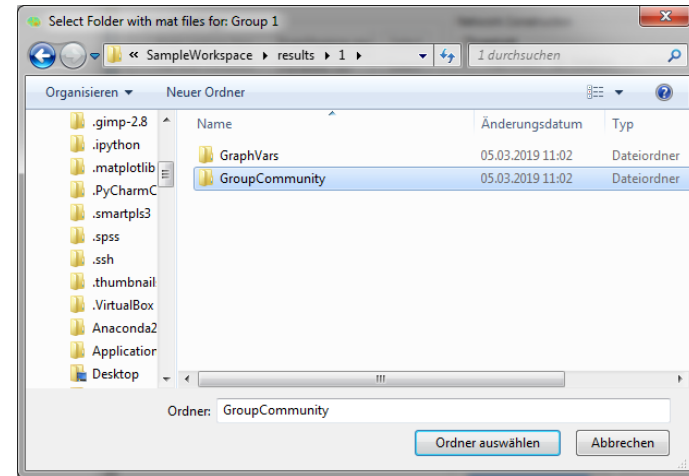 Select Folder with mat files for: Group 1
« SampleWorkspace ▸ results ▸ 1 ▸
1 durchsuchen
Organisieren ▼ Neuer Ordner
Name Änderungsdatum Typ
GraphVars 05.03.2019 11:02 Dateiordner
GroupCommunity 05.03.2019 11:02 Dateiordner
.gimp-2.8
.ipython
.matplotlib
.PyCharmC
.smartpls3
.spss
.ssh
.thumbnail
.VirtualBox
Anaconda2
Application
Desktop
Ordner: GroupCommunity
Ordner auswählen Abbrechen